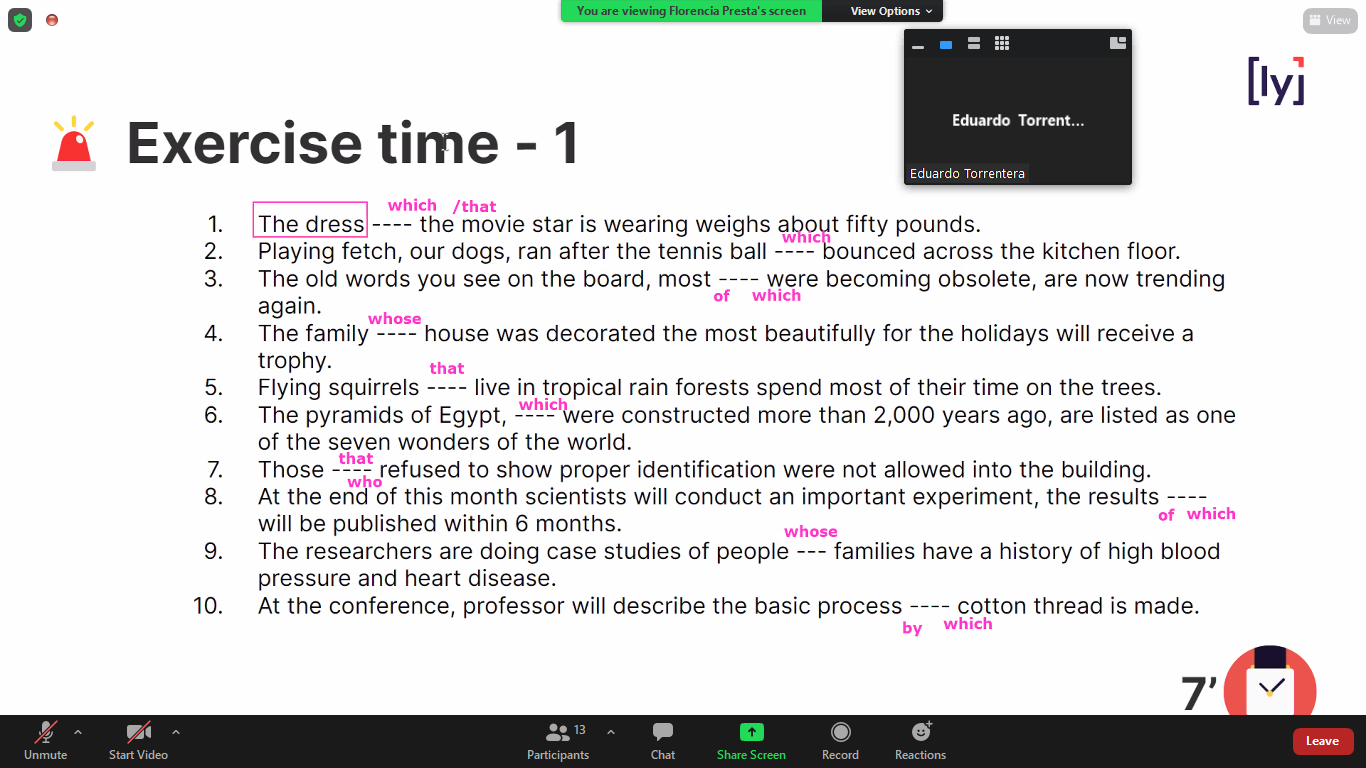 You are viewing Florencia Presta's screen
View Options
View
[ly]
Eduardo Torrent...
Eduardo Torrentera
Exercise time - 1
which /that
1. The dress ---- the movie star is wearing weighs about fifty pounds.
which
2. Playing fetch, our dogs, ran after the tennis ball ---- bounced across the kitchen floor.
3. The old words you see on the board, most ---- were becoming obsolete, are now trending
of which
again.
whose
4. The family ---- house was decorated the most beautifully for the holidays will receive a
trophy.
that
5. Flying squirrels ---- live in tropical rain forests spend most of their time on the trees.
which
6. The pyramids of Egypt, ---- were constructed more than 2,000 years ago, are listed as one
of the seven wonders of the world.
that
7. Those ---- refused to show proper identification were not allowed into the building.
who
8. At the end of this month scientists will conduct an important experiment, the results ----
of which
will be published within 6 months.
whose
9. The researchers are doing case studies of people --- families have a history of high blood
pressure and heart disease.
10. At the conference, professor will describe the basic process ---- cotton thread is made.
by which
7’
Unmute
Start Video
Participants
13
Chat
Share Screen
Record
Reactions
Leave